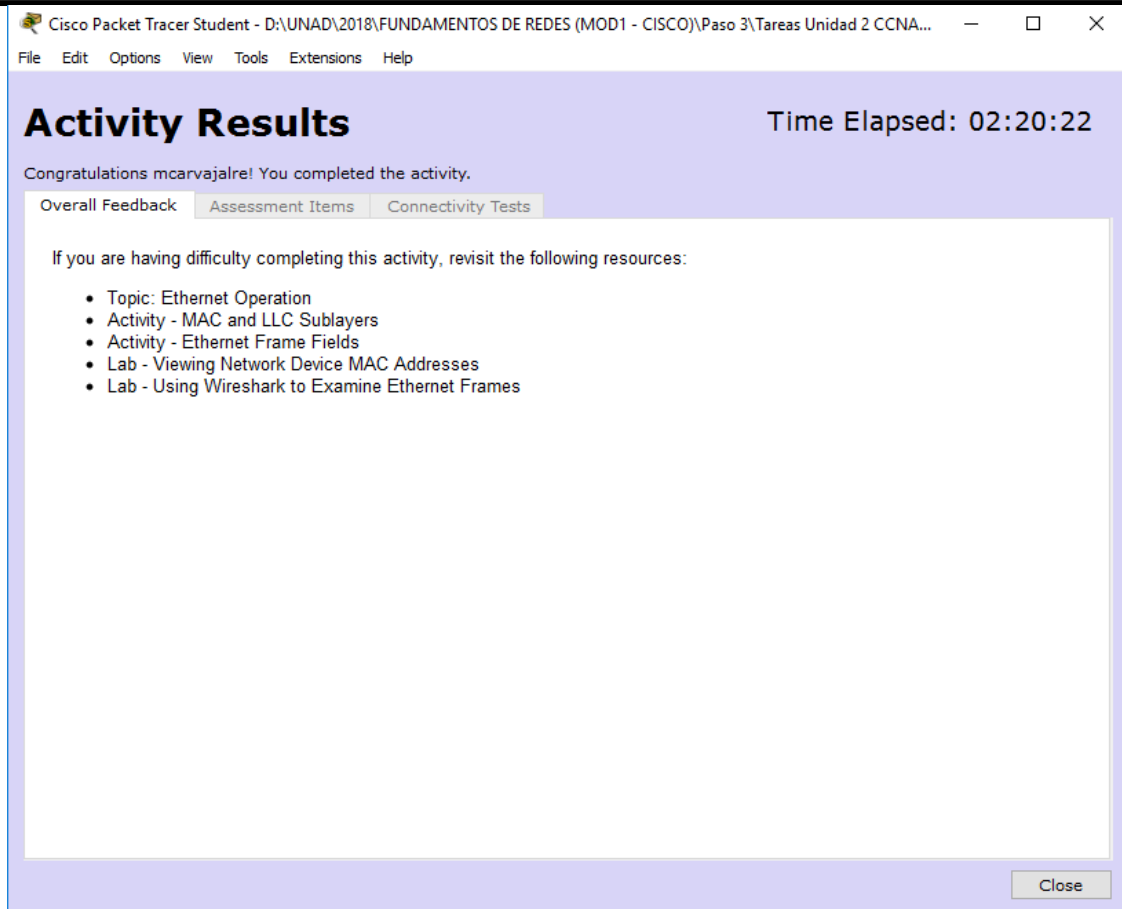 Cisco Packet Tracer Student - D:\UNAD\2018\FUNDAMENTOS DE REDES (MOD1 - CISCO)\Paso 3\Tareas Unidad 2 CCNA...
File Edit Options View Tools Extensions Help
Activity Results
Time Elapsed: 02:20:22
Congratulations mcarvajalre! You completed the activity.
Overall Feedback Assessment Items Connectivity Tests
If you are having difficulty completing this activity, revisit the following resources:
• Topic: Ethernet Operation
• Activity - MAC and LLC Sublayers
• Activity - Ethernet Frame Fields
• Lab - Viewing Network Device MAC Addresses
• Lab - Using Wireshark to Examine Ethernet Frames
Close